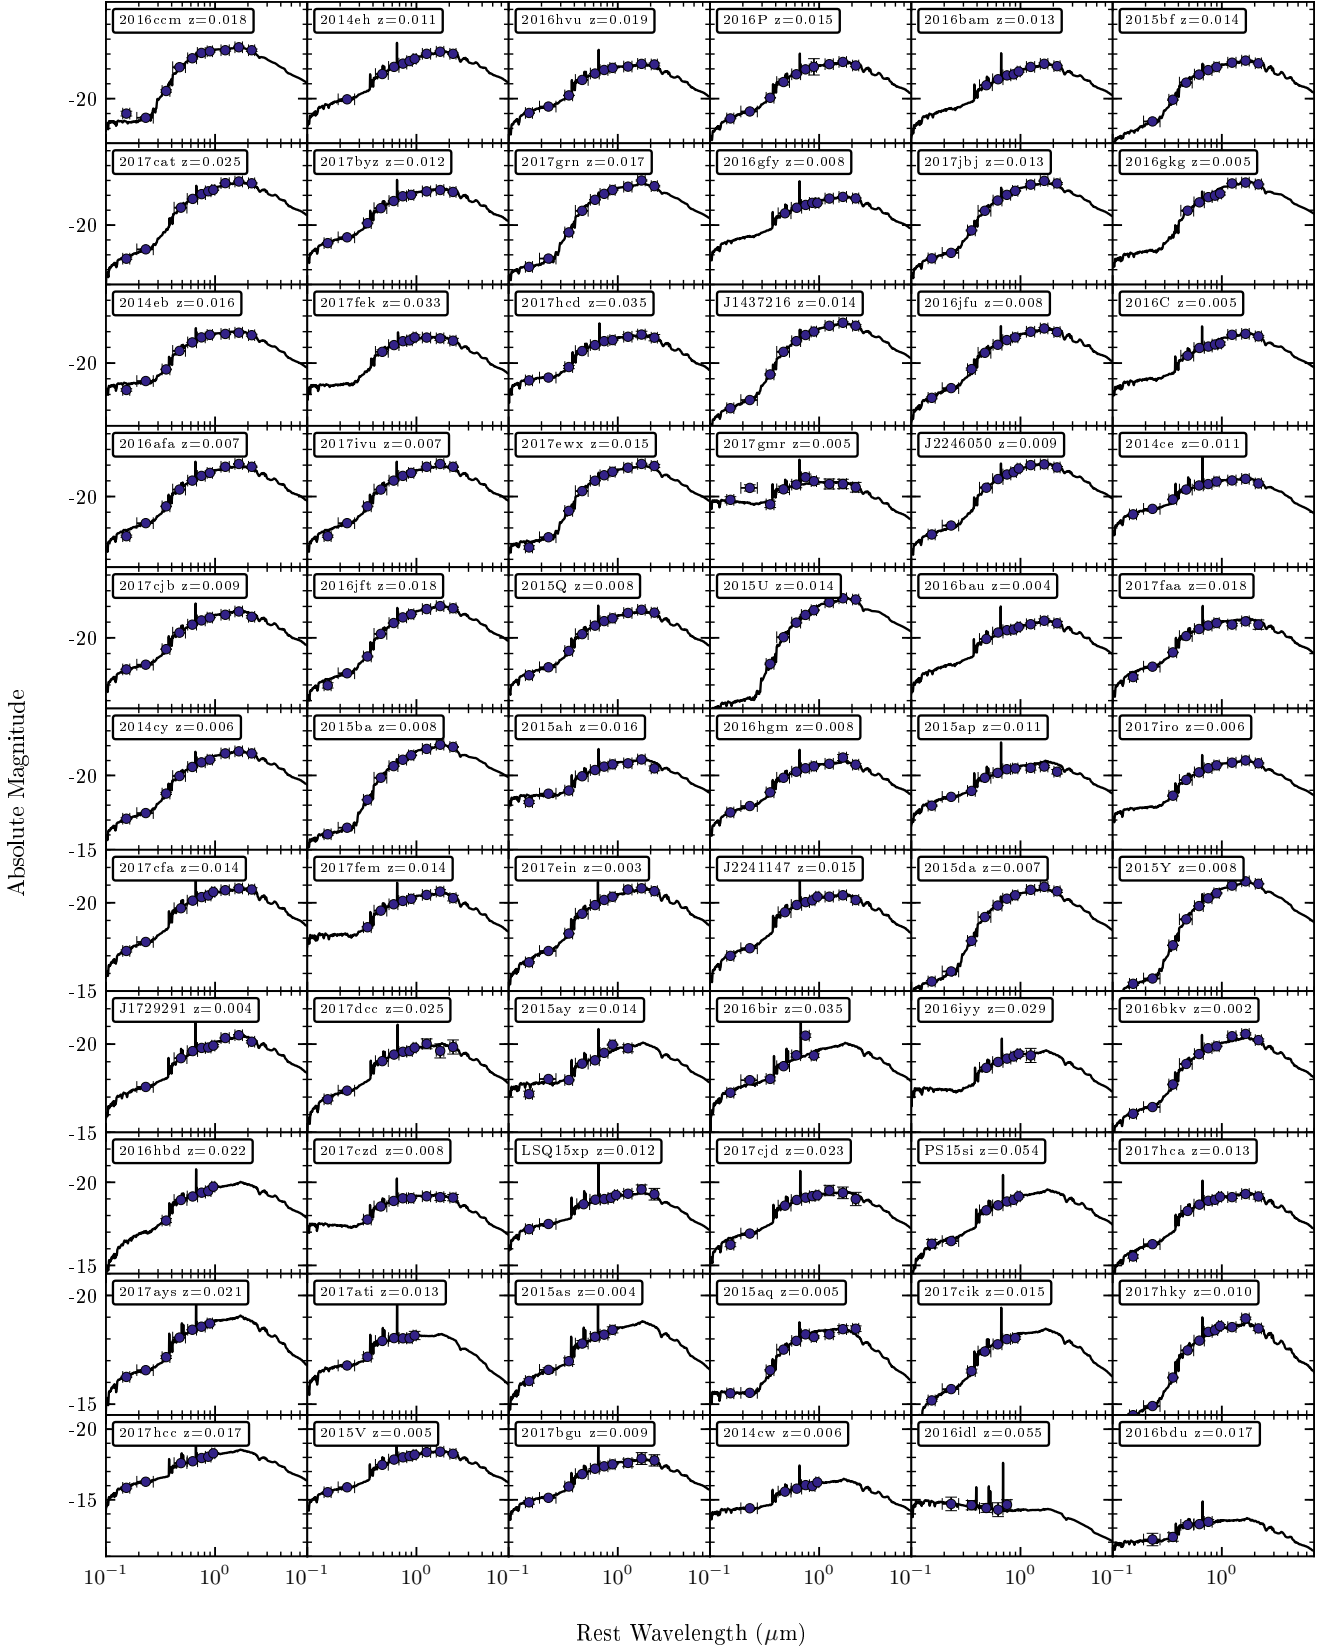 2016ccm z=0.018
2014eh z=0.011
2016hvu z=0.019
2016P z=0.015
2016bam z=0.013
2015bf z=0.014
-20
2017cat z=0.025
2017byz z=0.012
2017grn z=0.017
2016gfy z=0.008
2017jbj z=0.013
2016gkg z=0.005
-20
2014eb z=0.016
2017fek z=0.033
2017hcd z=0.035
J1437216 z=0.014
2016jfu z=0.008
2016C z=0.005
-20
2016afa z=0.007
2017ivu z=0.007
2017ewx z=0.015
2017gmr z=0.005
J2246050 z=0.009
2014ce z=0.011
-20
2017cjb z=0.009
2016jft z=0.018
2015Q z=0.008
2015U z=0.014
2016bau z=0.004
2017faa z=0.018
-20
2014cy z=0.006
2015ba z=0.008
2015ah z=0.016
2016hgm z=0.008
2015ap z=0.011
2017iro z=0.006
-20
-15
2017cfa z=0.014
2017fem z=0.014
2017ein z=0.003
J2241147 z=0.015
2015da z=0.007
2015Y z=0.008
-20
-15
J1729291 z=0.004
2017dcc z=0.025
2015ay z=0.014
2016bir z=0.035
2016iyy z=0.029
2016bkv z=0.002
-20
-15
2016hbd z=0.022
2017czd z=0.008
LSQ15xp z=0.012
2017cjd z=0.023
PS15si z=0.054
2017hca z=0.013
-20
-15
2017ays z=0.021
2017ati z=0.013
2015as z=0.004
2015aq z=0.005
2017cik z=0.015
2017hky z=0.010
-20
-15
2017hcc z=0.017
2015V z=0.005
2017bgu z=0.009
2014cw z=0.006
2016idl z=0.055
2016bdu z=0.017
-20
-15
10⁻¹ 10⁰ 10⁻¹ 10⁰ 10⁻¹ 10⁰ 10⁻¹ 10⁰ 10⁻¹ 10⁰ 10⁻¹ 10⁰
Absolute Magnitude
Rest Wavelength (μm)